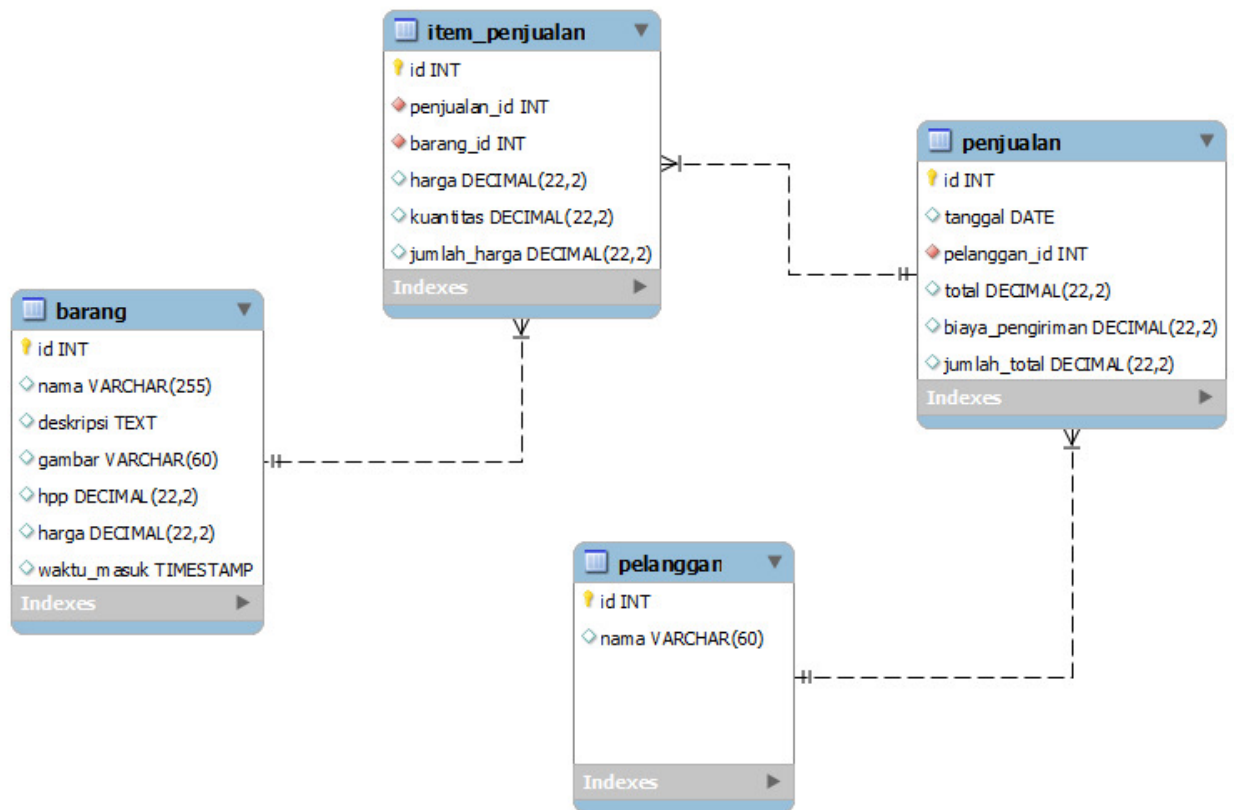 item_penjualan
id INT
penjualan_id INT
barang_id INT
harga DECIMAL(22,2)
kuantitas DECIMAL(22,2)
jumlah_harga DECIMAL(22,2)
Indexes
penjualan
id INT
tanggal DATE
pelanggan_id INT
total DECIMAL(22,2)
biaya_pengiriman DECIMAL(22,2)
jumlah_total DECIMAL(22,2)
Indexes
barang
id INT
nama VARCHAR(255)
deskripsi TEXT
gambar VARCHAR(60)
hpp DECIMAL(22,2)
harga DECIMAL(22,2)
waktu_masuk TIMESTAMP
Indexes
pelanggan
id INT
nama VARCHAR(60)
Indexes